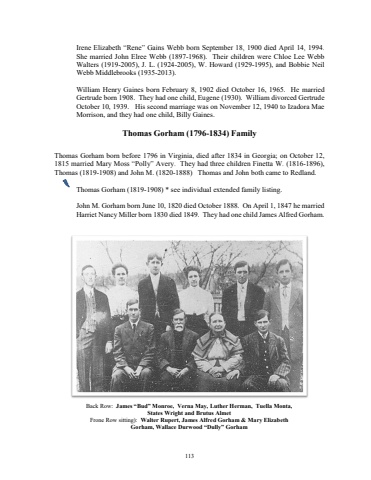 Irene Elizabeth “Rene” Gains Webb born September 18, 1900 died April 14, 1994.
She married John Elree Webb (1897-1968).  Their children were Chloe Lee Webb
Walters (1919-2005), J. L. (1924-2005), W. Howard (1929-1995), and Bobbie Neil
Webb Middlebrooks (1935-2013).
William Henry Gaines born February 8, 1902 died October 16, 1965.  He married
Gertrude born 1908.  They had one child, Eugene (1930).  William divorced Gertrude
October 10, 1939.   His second marriage was on November 12, 1940 to Izadora Mae
Morrison, and they had one child, Billy Gaines.
Thomas Gorham (1796-1834) Family
Thomas Gorham born before 1796 in Virginia, died after 1834 in Georgia; on October 12,
1815 married Mary Moss “Polly” Avery.  They had three children Finetta W. (1816-1896),
Thomas (1819-1908) and John M. (1820-1888)   Thomas and John both came to Redland.
Thomas Gorham (1819-1908) * see individual extended family listing.
John M. Gorham born June 10, 1820 died October 1888.  On April 1, 1847 he married
Harriet Nancy Miller born 1830 died 1849.  They had one child James Alfred Gorham.
Back Row:  James “Bud” Monroe,  Verna May, Luther Herman,  Tuella Monta,
States Wright and Brutus Almet
Frone Row sitting):  Walter Rupert, James Alford Gorham & Mary Elizabeth
Gorham, Wallace Durwood “Dully” Gorham
113